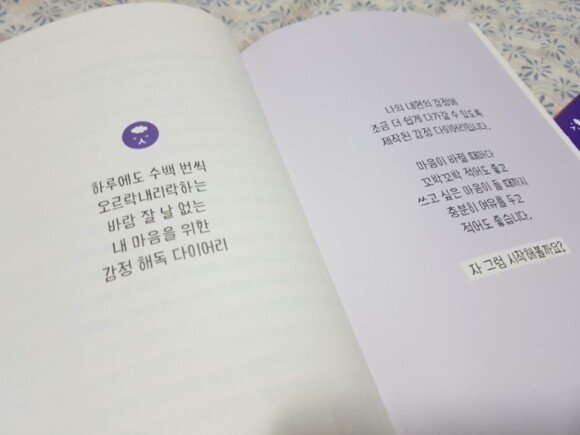 하루에도 수백 번씩
오르락내리락하는
바람 잘 날 없는
내 마음을 위한
감정 해독 다이어리
나의 내면의 감정에
조금 더 쉽게 다가갈 수 있도록
제작된 감정 다이어리입니다.
마음이 바뀔 때마다
꼬박꼬박 적어도 좋고
쓰고 싶은 마음이 들 때까지
충분히 여유를 두고
적어도 좋습니다.
자 그럼 시작해볼까요?